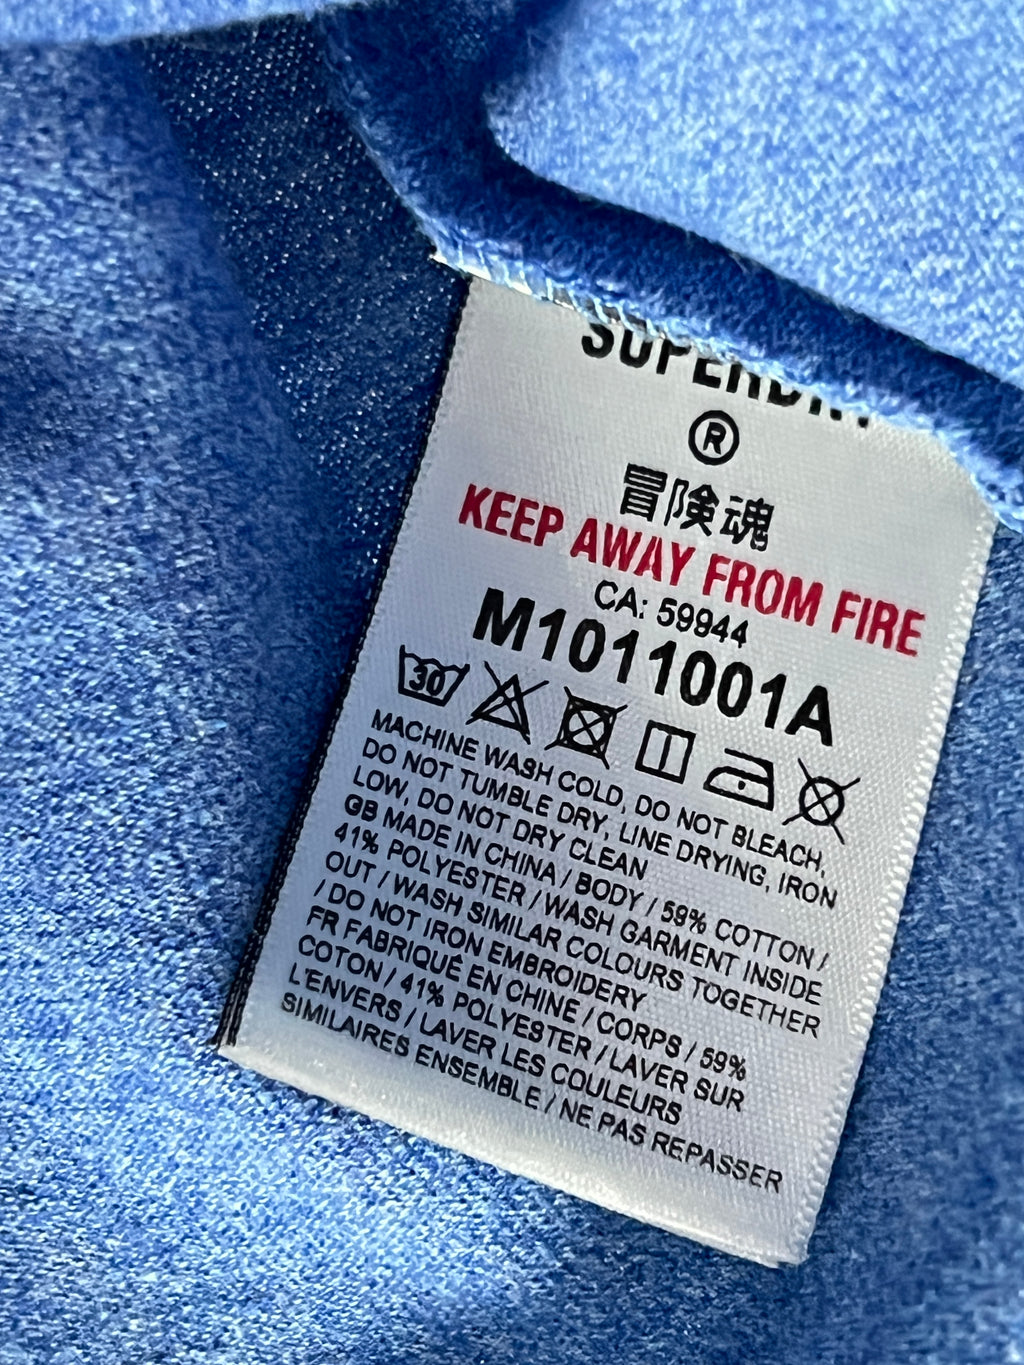 SUPERDRY
®
冒険魂
KEEP AWAY FROM FIRE
CA: 59944
M1011001A
30
MACHINE WASH COLD, DO NOT BLEACH,
DO NOT TUMBLE DRY, LINE DRYING, IRON
LOW, DO NOT DRY CLEAN
GB MADE IN CHINA / BODY / 59% COTTON /
41% POLYESTER / WASH GARMENT INSIDE
OUT / WASH SIMILAR COLOURS TOGETHER
/ DO NOT IRON EMBROIDERY
FR FABRIQUÉ EN CHINE / CORPS / 59%
COTON / 41% POLYESTER / LAVER SUR
L'ENVERS / LAVER LES COULEURS
SIMILAIRES ENSEMBLE / NE PAS REPASSER